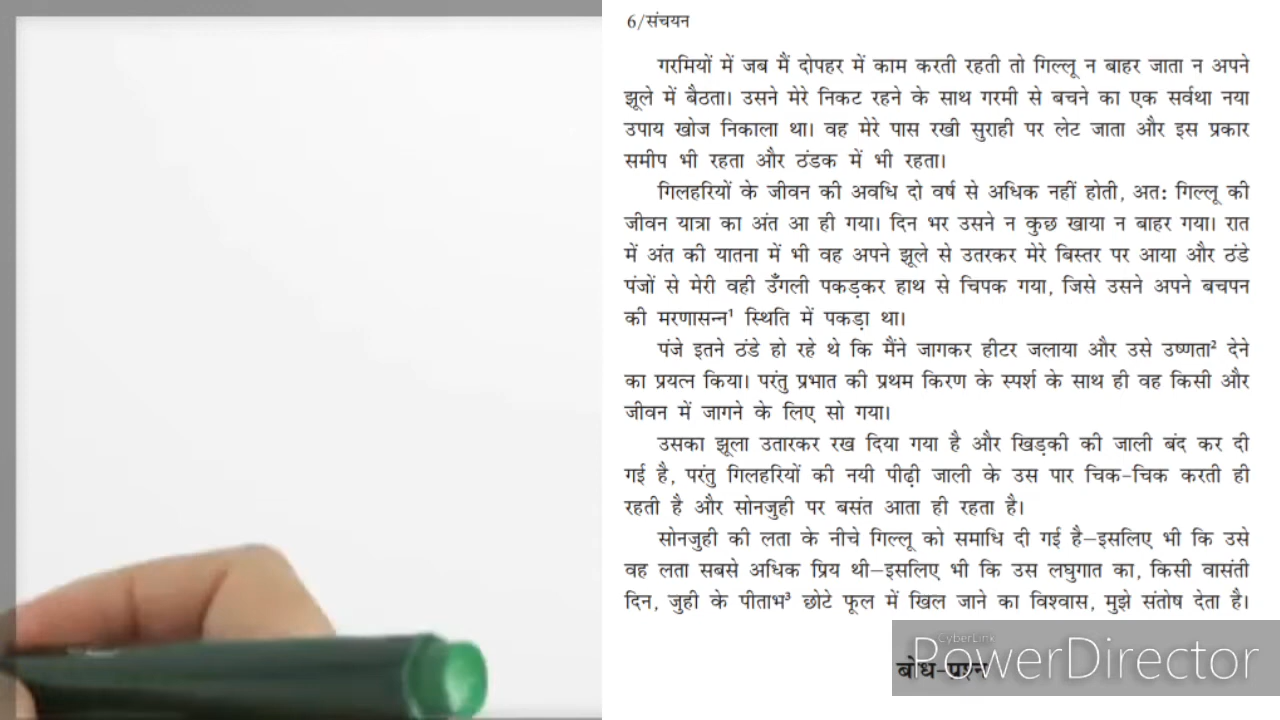 6/संचयन
गरमियों में जब मैं दोपहर में काम करती रहती तो गिल्लू न बाहर जाता न अपने
झूले में बैठता। उसने मेरे निकट रहने के साथ गरमी से बचने का एक सर्वथा नया
उपाय खोज निकाला था। वह मेरे पास रखी सुराही पर लेट जाता और इस प्रकार
समीप भी रहता और ठंडक में भी रहता।
गिलहरियों के जीवन की अवधि दो वर्ष से अधिक नहीं होती, अतः गिल्लू की
जीवन यात्रा का अंत आ ही गया। दिन भर उसने न कुछ खाया न बाहर गया। रात
में अंत की यातना में भी वह अपने झूले से उतरकर मेरे बिस्तर पर आया और ठंडे
पंजों से मेरी वही उँगली पकड़कर हाथ से चिपक गया, जिसे उसने अपने बचपन
की मरणासन्न¹ स्थिति में पकड़ा था।
पंजे इतने ठंडे हो रहे थे कि मैंने जागकर हीटर जलाया और उसे उष्णता² देने
का प्रयत्न किया। परंतु प्रभात की प्रथम किरण के स्पर्श के साथ ही वह किसी और
जीवन में जागने के लिए सो गया।
उसका झूला उतारकर रख दिया गया है और खिड़की की जाली बंद कर दी
गई है, परंतु गिलहरियों की नयी पीढ़ी जाली के उस पार चिक-चिक करती ही
रहती है और सोनजुही पर बसंत आता ही रहता है।
सोनजुही की लता के नीचे गिल्लू को समाधि दी गई है–इसलिए भी कि उसे
वह लता सबसे अधिक प्रिय थी–इसलिए भी कि उस लघुगात का, किसी वासंती
दिन, जुही के पीताभ³ छोटे फूल में खिल जाने का विश्वास, मुझे संतोष देता है।
CyberLink
PowerDirector
बोध-प्रश्न